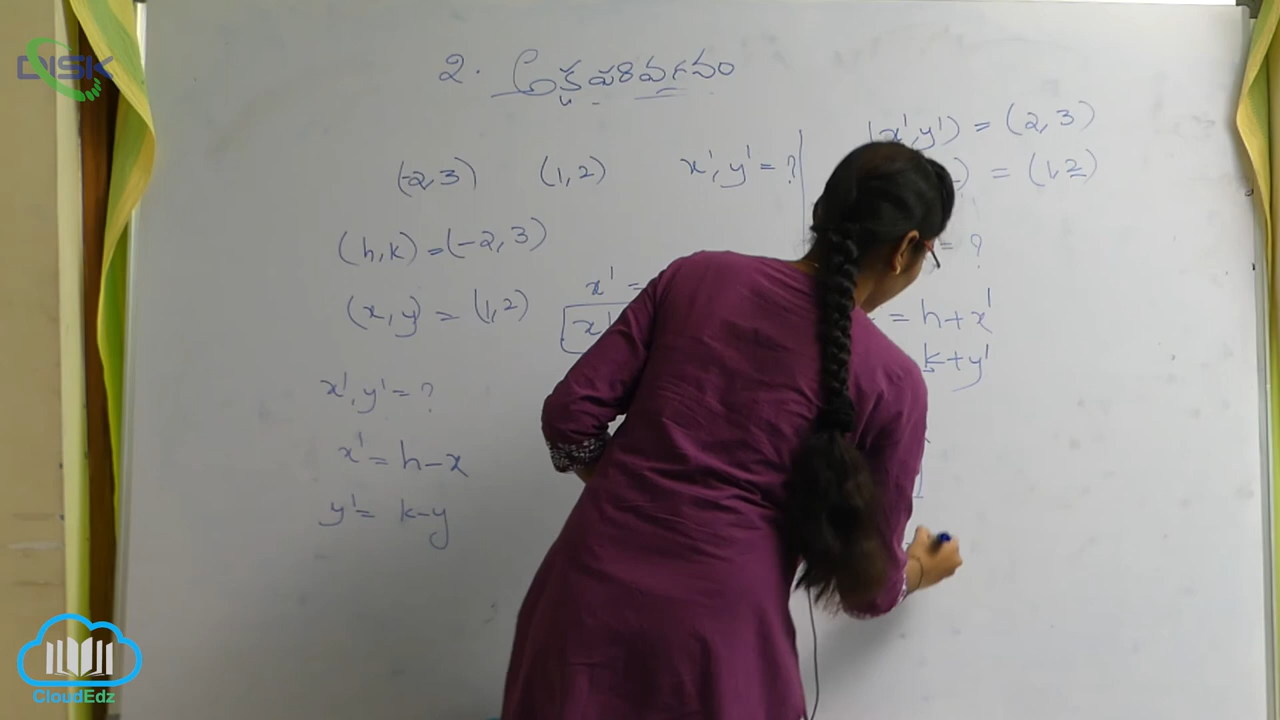 DISK
2. అక్షపరివర్తనం
(-2,3) (1,2) x', y' = ?
(h,k) = (-2,3)
(x,y) = (1,2)
x', y' = ?
x' = h-x
y' = k-y
x' =
x'
(x',y') = (2,3)
) = (1,2)
= ?
= h+x'
k+y'
CloudEdz